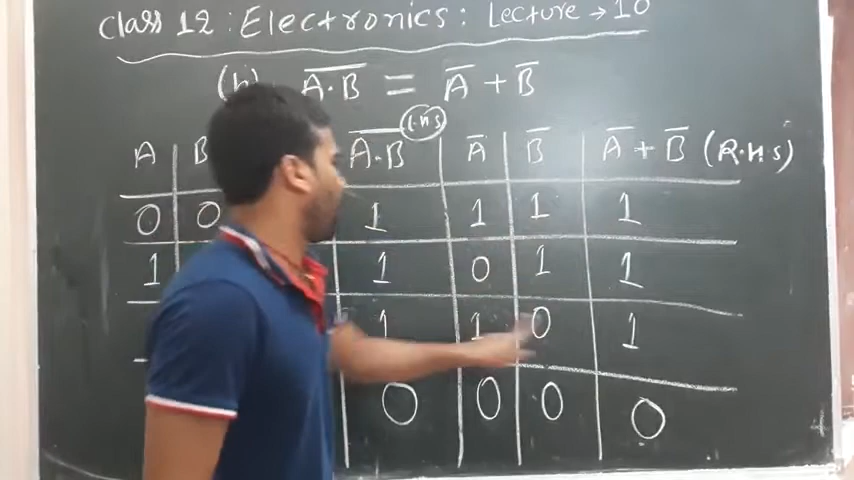 Class 12 : Electronics : Lecture → 10
A̅·̅B̅ = A̅ + B̅
A B A̅·̅B̅ (L.H.S) A̅ B̅ A̅ + B̅ (R.H.S)
0 0 1 1 1 1
1 1 0 1 1
1 1 0 1
0 0 0 0